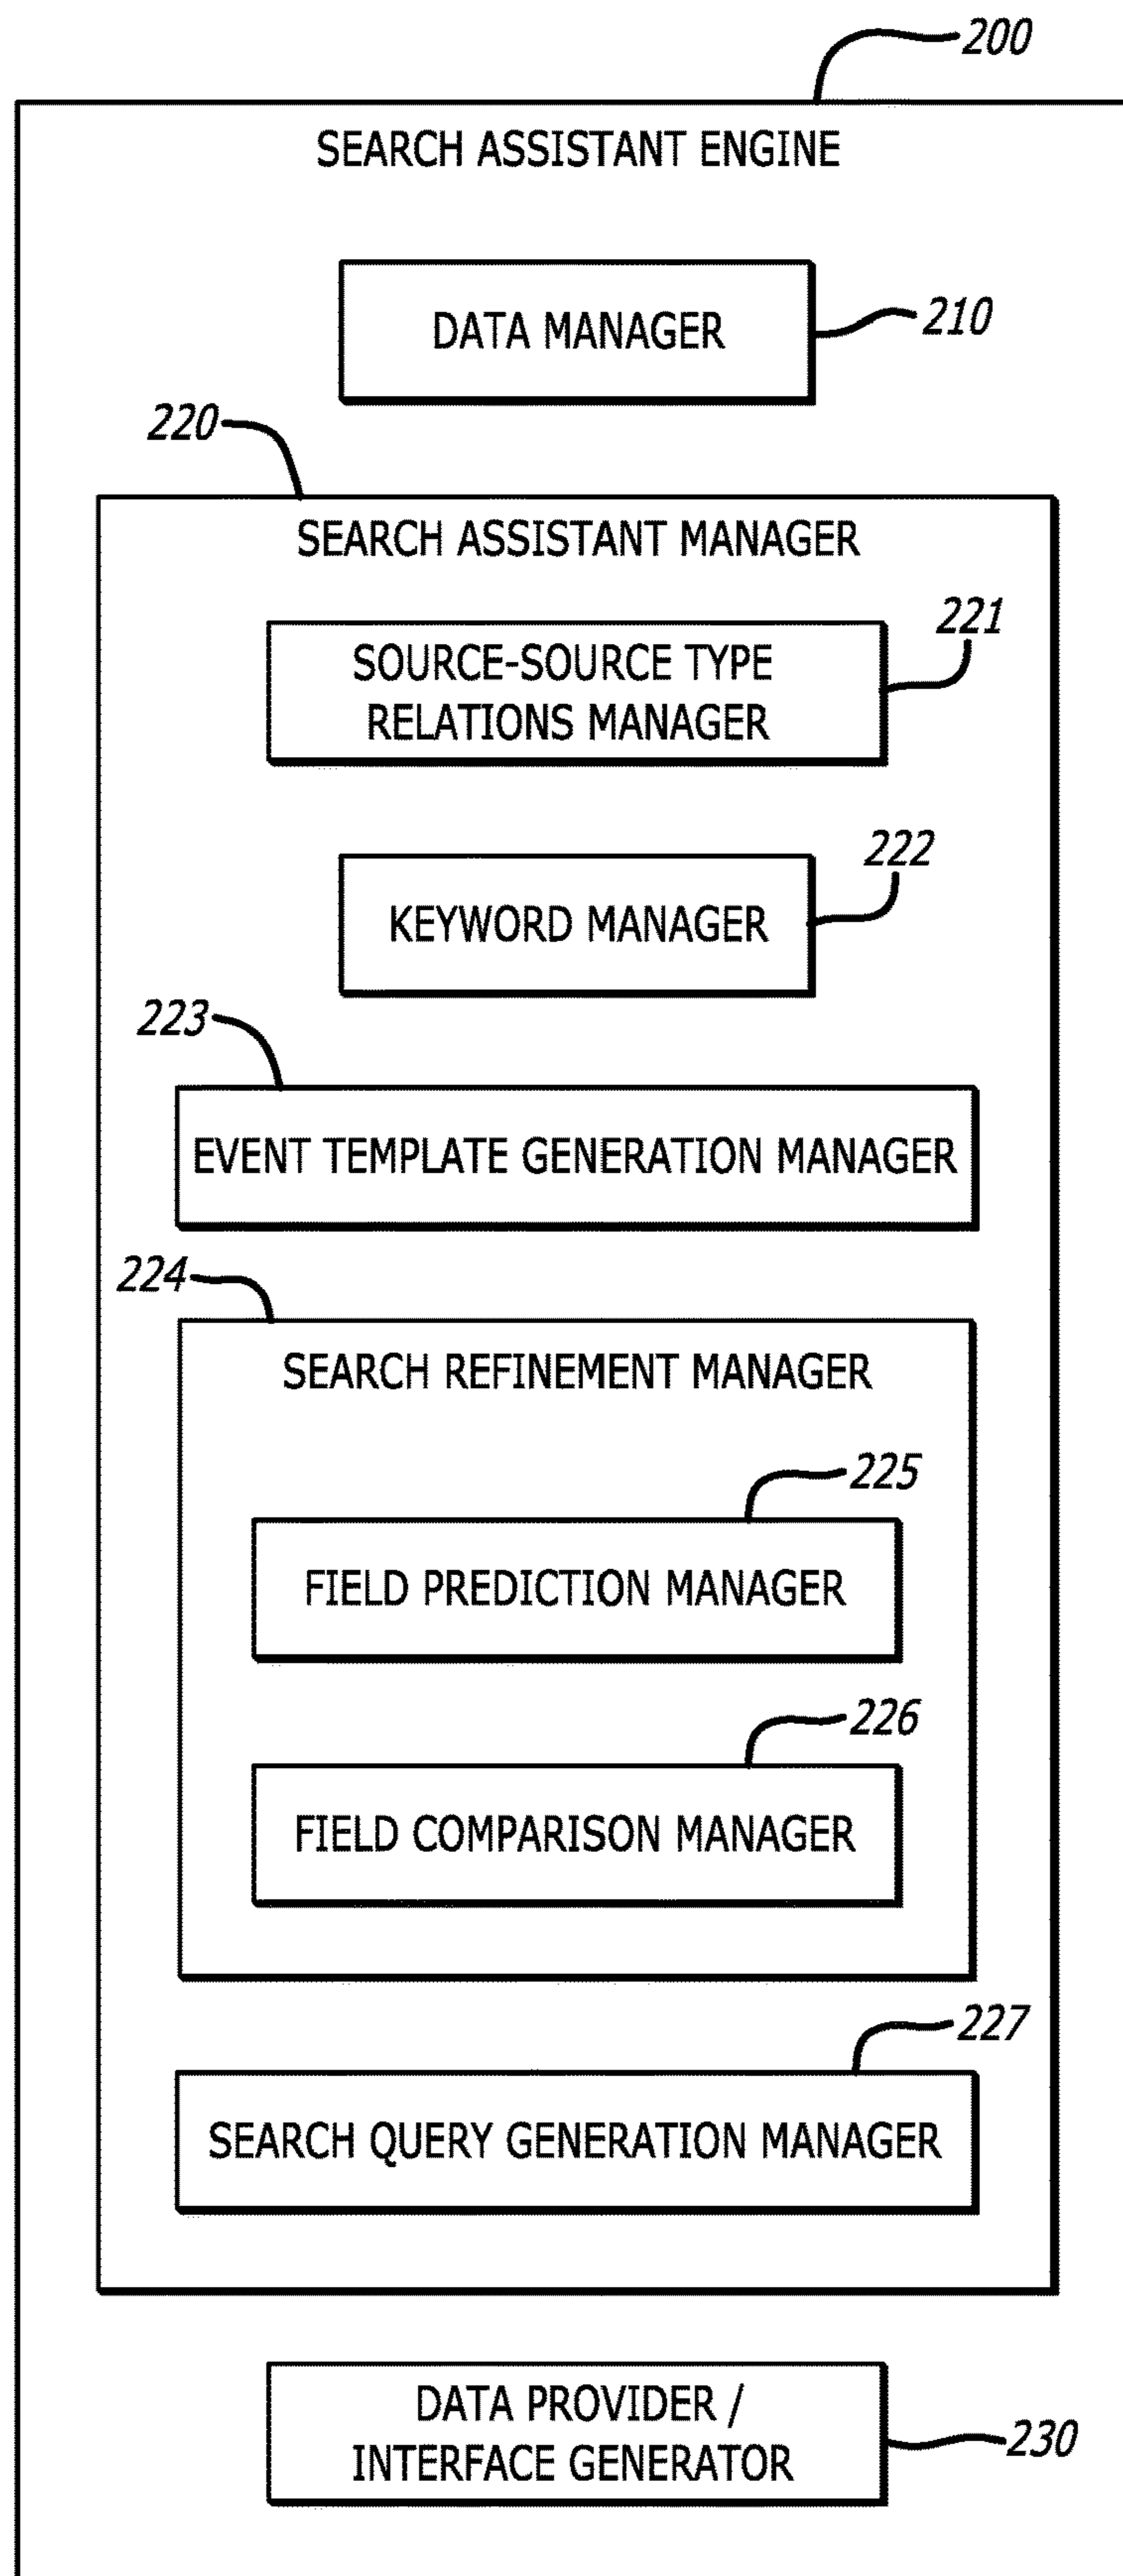 200
SEARCH ASSISTANT ENGINE
DATA MANAGER
210
220
SEARCH ASSISTANT MANAGER
221
SOURCE-SOURCE TYPE
RELATIONS MANAGER
222
KEYWORD MANAGER
223
EVENT TEMPLATE GENERATION MANAGER
224
SEARCH REFINEMENT MANAGER
225
FIELD PREDICTION MANAGER
226
FIELD COMPARISON MANAGER
227
SEARCH QUERY GENERATION MANAGER
DATA PROVIDER /
INTERFACE GENERATOR
230